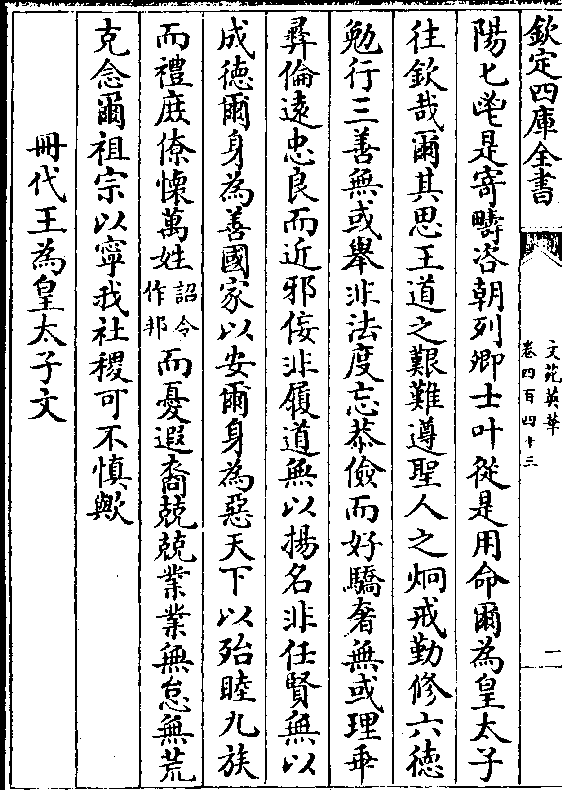 欽定四庫全書
文苑英華
卷四百四十三
二
陽七鬯是寄疇咨朝列卿士叶從是用命爾為皇太子
往欽哉爾其思王道之艱難遵聖人之炯戒勤修六徳
勉行三善無或舉非法度忘恭儉而好驕奢無或理乖
彛倫遠忠良而近邪佞非履道無以揚名非任賢無以
成徳爾身為善國家以安爾身為惡天下以殆睦九族
而禮庶僚懷萬姓詔令作邦而憂遐裔兢兢業業無怠無荒
克念爾祖宗以寧我社稷可不慎歟
冊代王為皇太子文